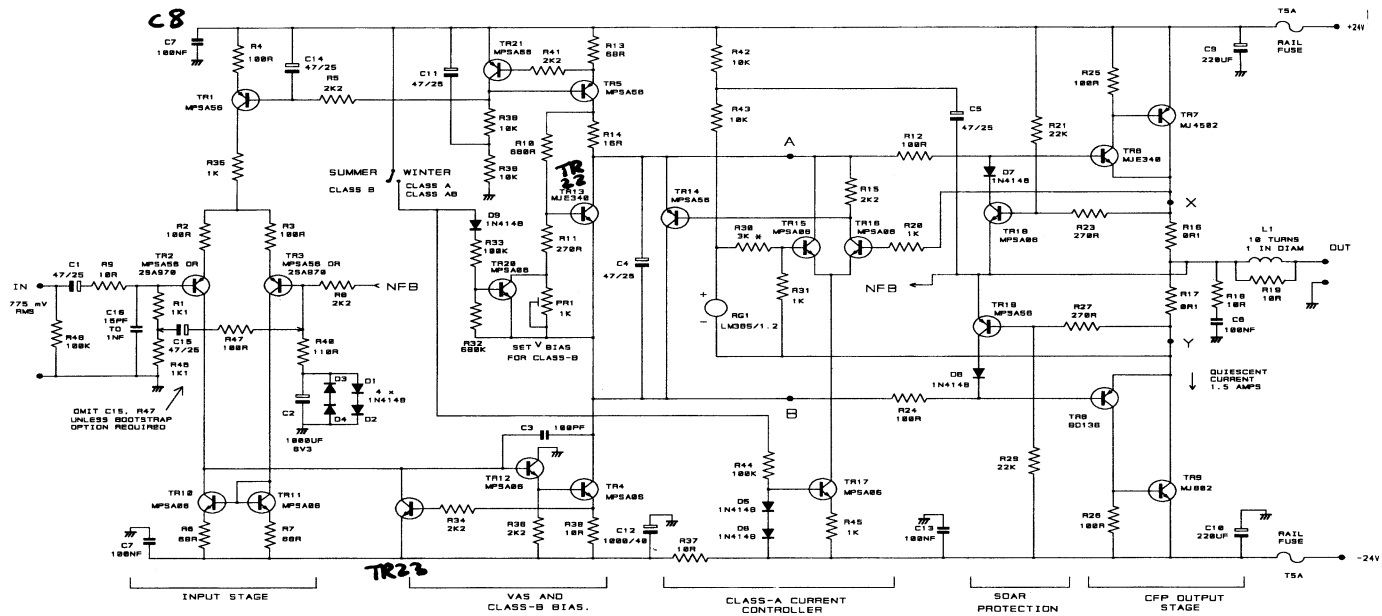 C8
C7
100NF
R4
100R
C14
47/25
R5
2K2
TR1
MPSA56
R35
1K
SUMMER
CLASS B
WINTER
CLASS A
CLASS AB
C11
47/25
TR21
MPSA56
R41
2K2
R13
68R
TR5
MPSA56
R38
10K
R39
10K
R10
680R
R14
16R
TR
22
TR13
MJE340
D9
1N4148
R33
100K
TR20
MPSA06
R11
270R
PR1
1K
R32
680K
SET V BIAS
FOR CLASS-B
C4
47/25
R42
10K
R43
10K
C5
47/25
A
R12
100R
TR14
MPSA56
R15
2K2
R30
3K *
TR15
MPSA06
TR16
MPSA06
R20
1K
R31
1K
RG1
LM385/1.2
+
-
NFB
B
R21
22K
D7
1N4148
TR18
MPSA06
R23
270R
TR19
MPSA56
R27
270R
D8
1N4148
R24
100R
R29
22K
C9
220UF
R25
100R
TR7
MJ4502
TR6
MJE340
X
R16
0R1
R17
0R1
Y
L1
10 TURNS
1 IN DIAM
OUT
R19
10R
R18
10R
C6
100NF
QUIESCENT
CURRENT
1.5 AMPS
TR8
BD136
TR9
MJ802
R26
100R
C10
220UF
T5A
RAIL
FUSE
+24V
RAIL
FUSE
T5A
-24V
R2
100R
R3
100R
TR2
MPSA56 OR
2SA970
TR3
MPSA56 OR
2SA970
C1
47/25
R9
10R
IN
775 mV
RMS
R48
100K
C16
15PF
TO
1NF
R1
1K1
C15
47/25
R46
1K1
R47
100R
R8
2K2
NFB
R40
110R
D3
D1
4 *
1N4148
D4
D2
C2
1000UF
6V3
OMIT C15, R47
UNLESS BOOTSTRAP
OPTION REQUIRED
TR10
MPSA06
TR11
MPSA06
R6
68R
R7
68R
C7
100NF
C3
100PF
TR12
MPSA06
TR4
MPSA06
R34
2K2
R36
2K2
R38
10R
C12
1000/40
R37
10R
TR23
R44
100K
D5
1N4148
D6
1N4148
TR17
MPSA06
R45
1K
C13
100NF
INPUT STAGE
VAS AND
CLASS-B BIAS.
CLASS-A CURRENT
CONTROLLER
SOAR
PROTECTION
CFP OUTPUT
STAGE